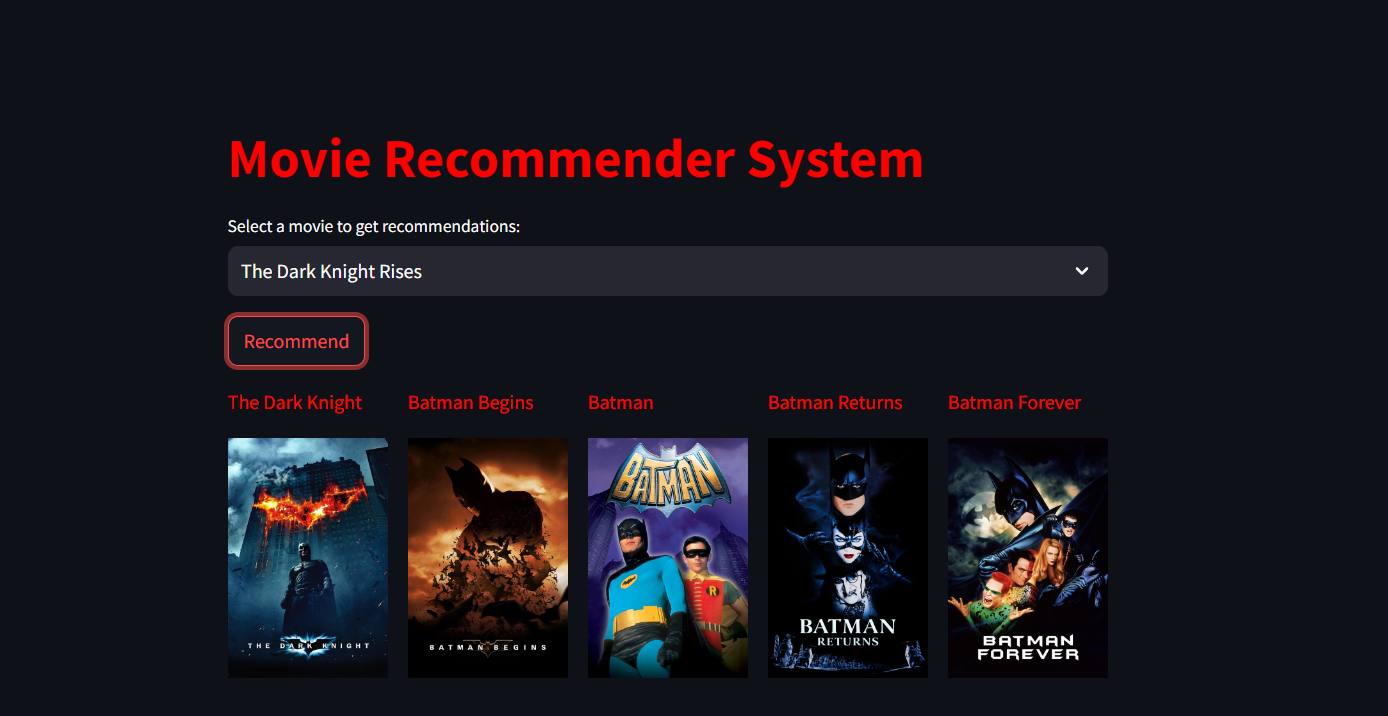 Movie Recommender System
Select a movie to get recommendations:
The Dark Knight Rises
Recommend
The Dark Knight
Batman Begins
Batman
Batman Returns
Batman Forever
THE DARK KNIGHT
BATMAN BEGINS
BATMAN
R
BATMAN
RETURNS
BATMAN
FOREVER